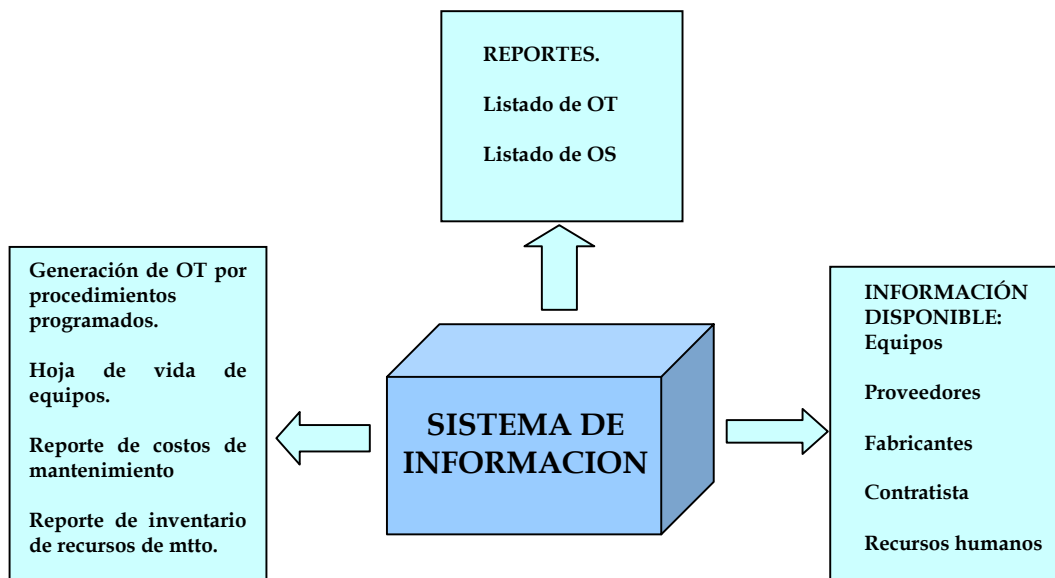 REPORTES.
Listado de OT
Listado de OS
Generación de OT por
procedimientos
programados.
Hoja de vida de
equipos.
Reporte de costos de
mantenimiento
Reporte de inventario
de recursos de mtto.
SISTEMA DE
INFORMACION
INFORMACIÓN
DISPONIBLE:
Equipos
Proveedores
Fabricantes
Contratista
Recursos humanos